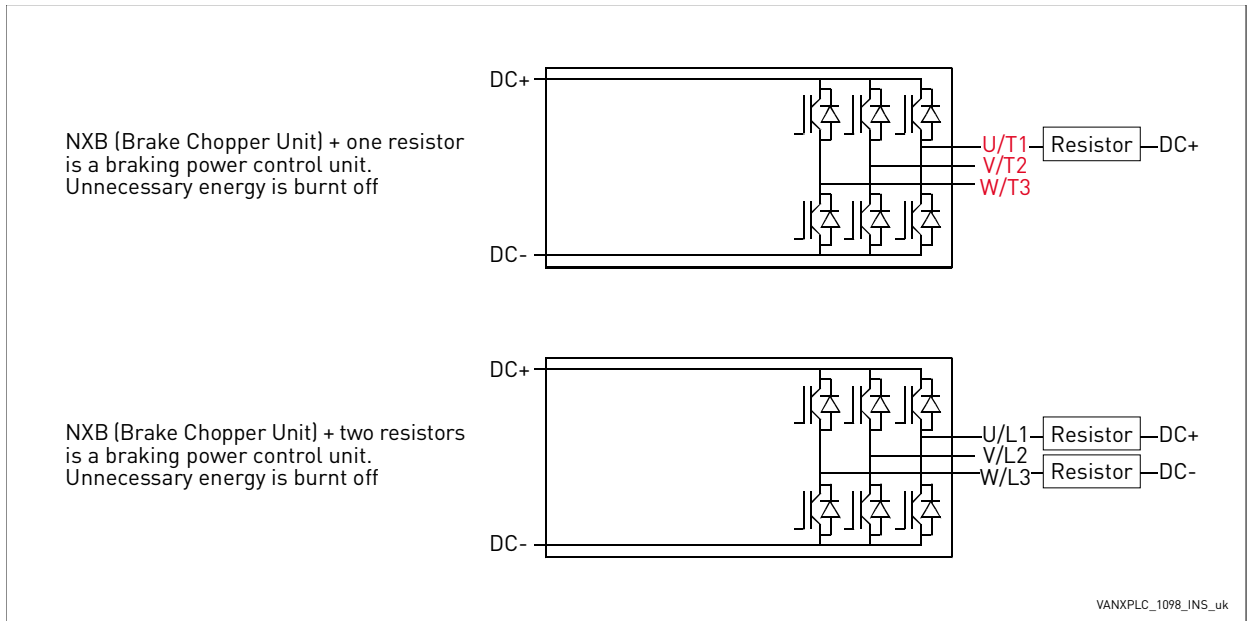 DC+
NXB (Brake Chopper Unit) + one resistor
is a braking power control unit.
Unnecessary energy is burnt off
U/T1 Resistor DC+
V/T2
W/T3
DC-
DC+
NXB (Brake Chopper Unit) + two resistors
is a braking power control unit.
Unnecessary energy is burnt off
U/L1 Resistor DC+
V/L2
W/L3 Resistor DC-
DC-
VANXPLC_1098_INS_uk